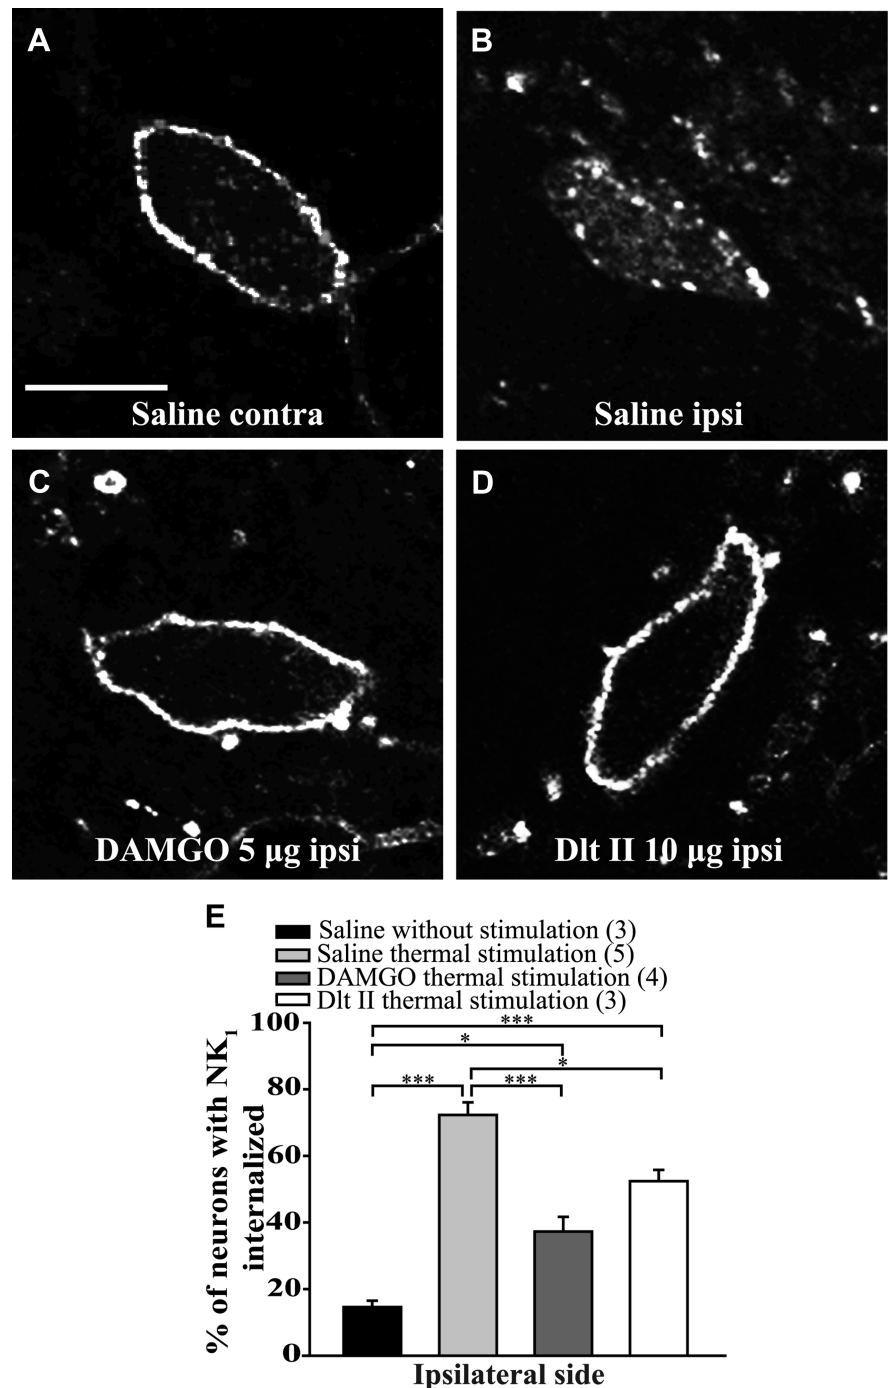 A
Saline contra
B
Saline ipsi
C
DAMGO 5 µg ipsi
D
Dlt II 10 µg ipsi
E
Saline without stimulation (3)
Saline thermal stimulation (5)
DAMGO thermal stimulation (4)
Dlt II thermal stimulation (3)
% of neurons with NK1
internalized
100
80
60
40
20
0
***
*
*
***
***
Ipsilateral side